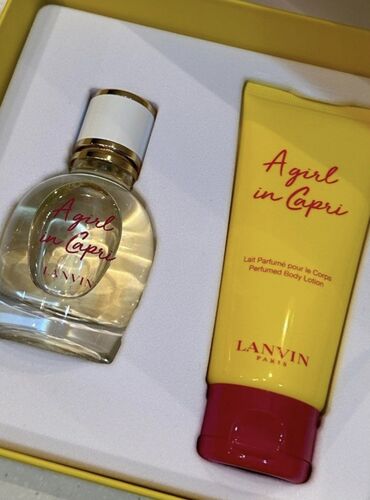 A girl
in Capri
LANVIN
A girl
in Capri
Lait Parfumé pour le Corps
Perfumed Body Lotion
LANVIN
PARIS